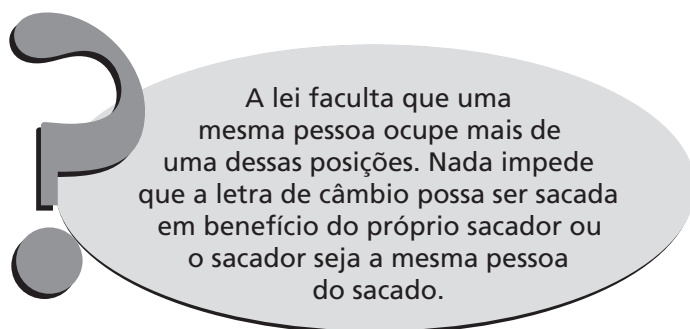 A lei faculta que uma
mesma pessoa ocupe mais de
uma dessas posições. Nada impede
que a letra de câmbio possa ser sacada
em benefício do próprio sacador ou
o sacador seja a mesma pessoa
do sacado.